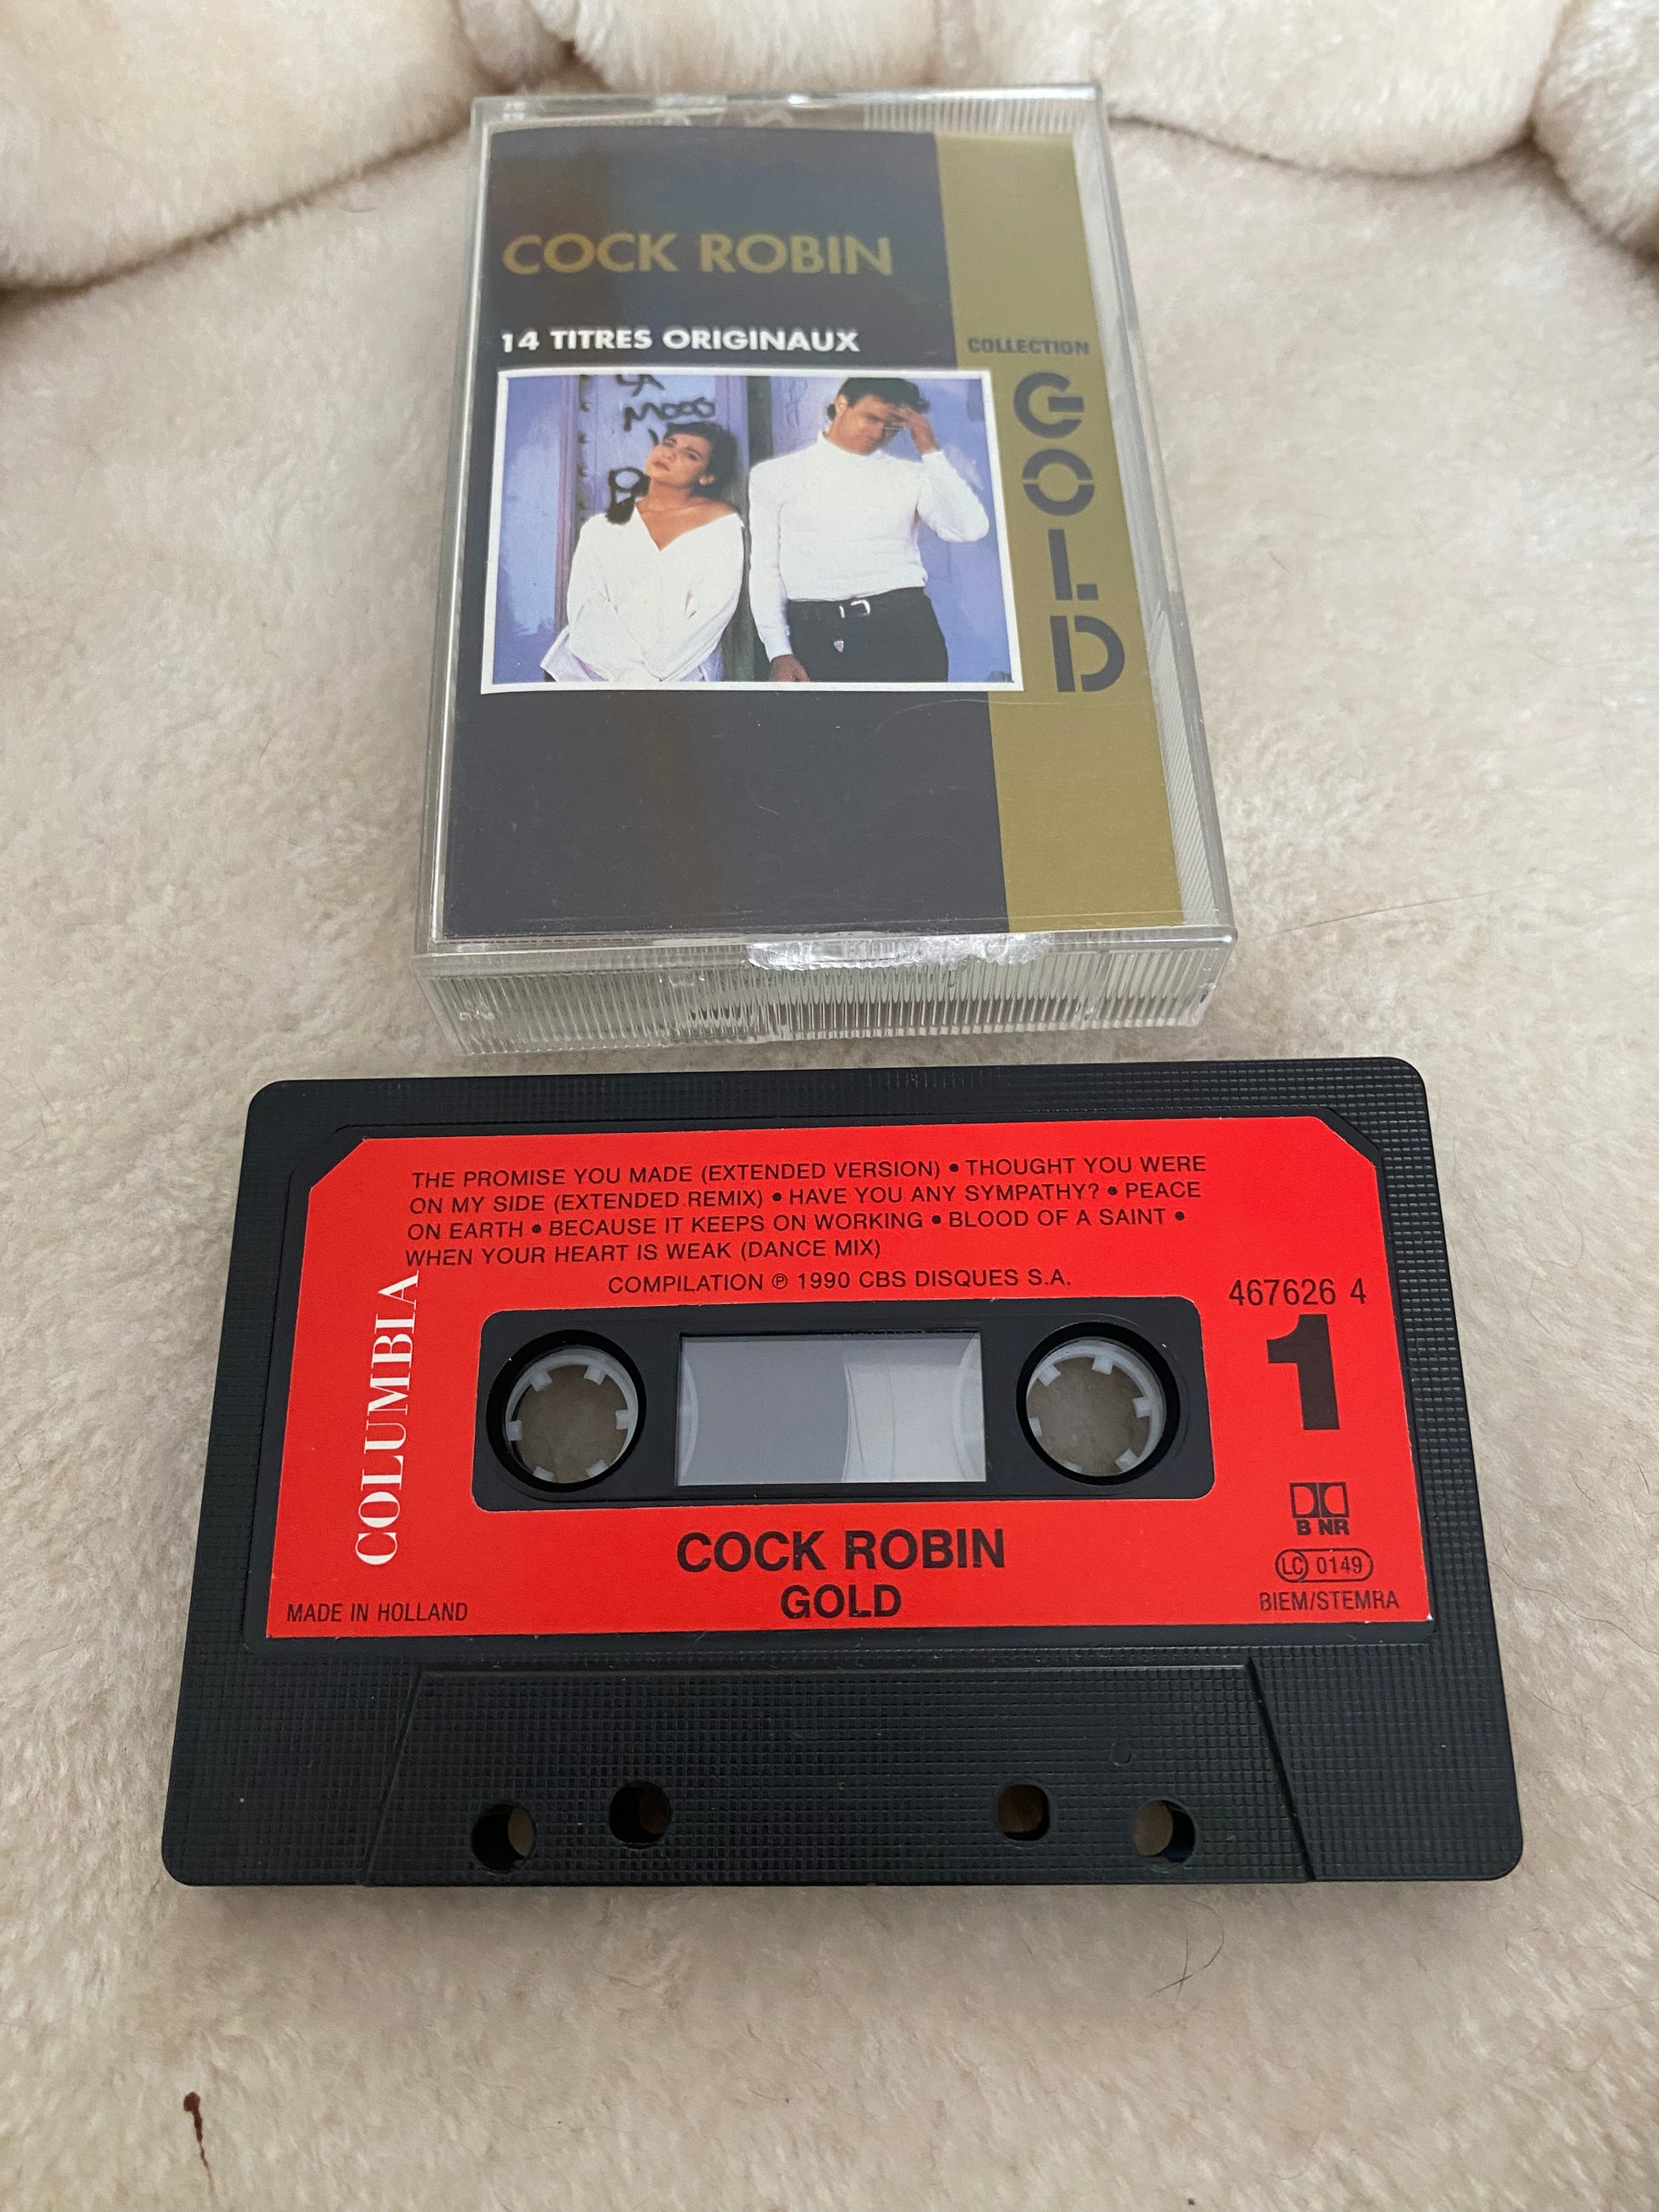 COCK ROBIN
14 TITRES ORIGINAUX
COLLECTION
GOLD
LA
THE PROMISE YOU MADE (EXTENDED VERSION) • THOUGHT YOU WERE
ON MY SIDE (EXTENDED REMIX) • HAVE YOU ANY SYMPATHY? • PEACE
ON EARTH • BECAUSE IT KEEPS ON WORKING • BLOOD OF A SAINT •
WHEN YOUR HEART IS WEAK (DANCE MIX)
COMPILATION ℗ 1990 CBS DISQUES S.A.
COLUMBIA
467626 4
1
B NR
LC 0149
BIEM/STEMRA
COCK ROBIN
GOLD
MADE IN HOLLAND